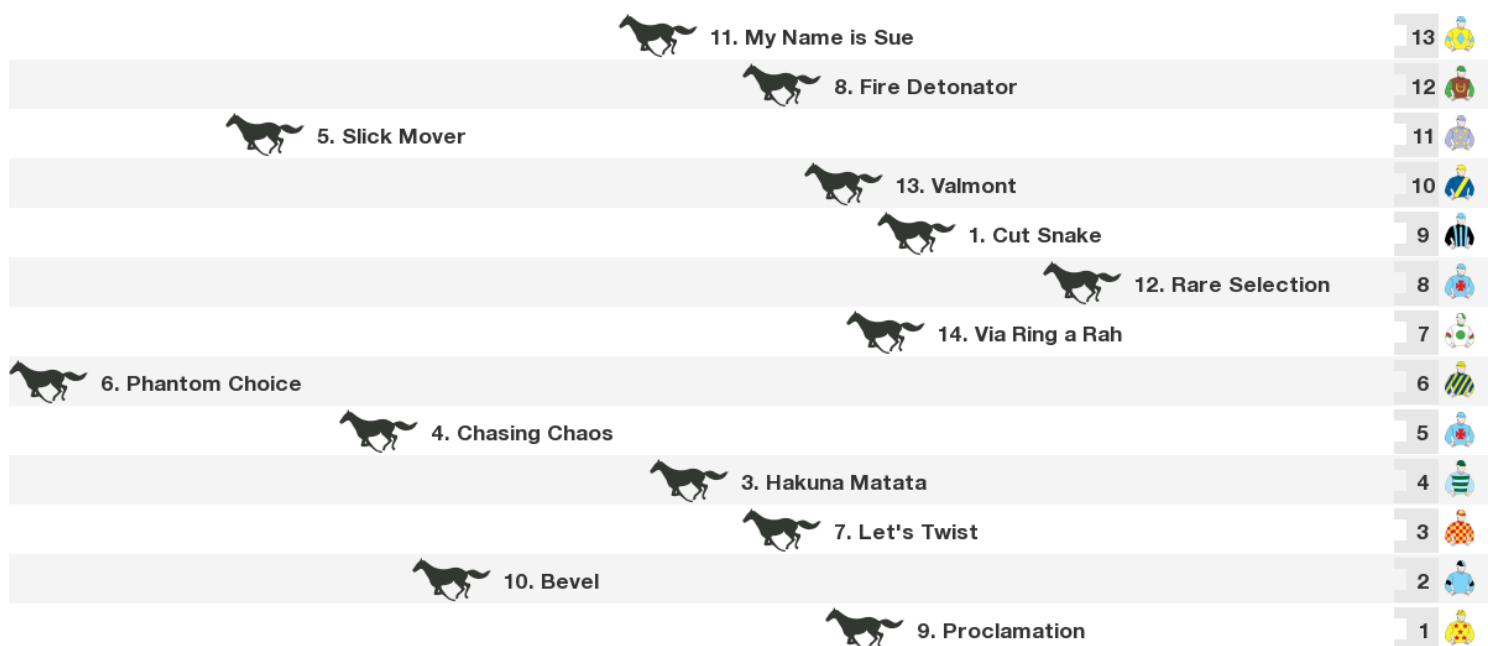 11. My Name is Sue 13
8. Fire Detonator 12
5. Slick Mover 11
13. Valmont 10
1. Cut Snake 9
12. Rare Selection 8
14. Via Ring a Rah 7
6. Phantom Choice 6
4. Chasing Chaos 5
3. Hakuna Matata 4
7. Let's Twist 3
10. Bevel 2
9. Proclamation 1